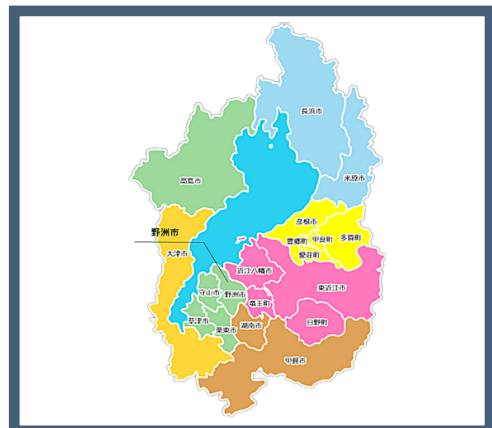 長浜市
高島市
米原市
野洲市
彦根市
豊郷町
甲良町
多賀町
大津市
愛荘町
近江八幡市
東近江市
守山市
野洲市
竜王町
草津市
湖南市
日野町
栗東市
甲賀市